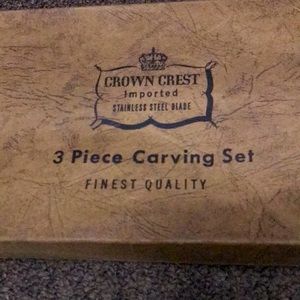 CROWN CREST
Imported
STAINLESS STEEL BLADE
3 Piece Carving Set
FINEST QUALITY